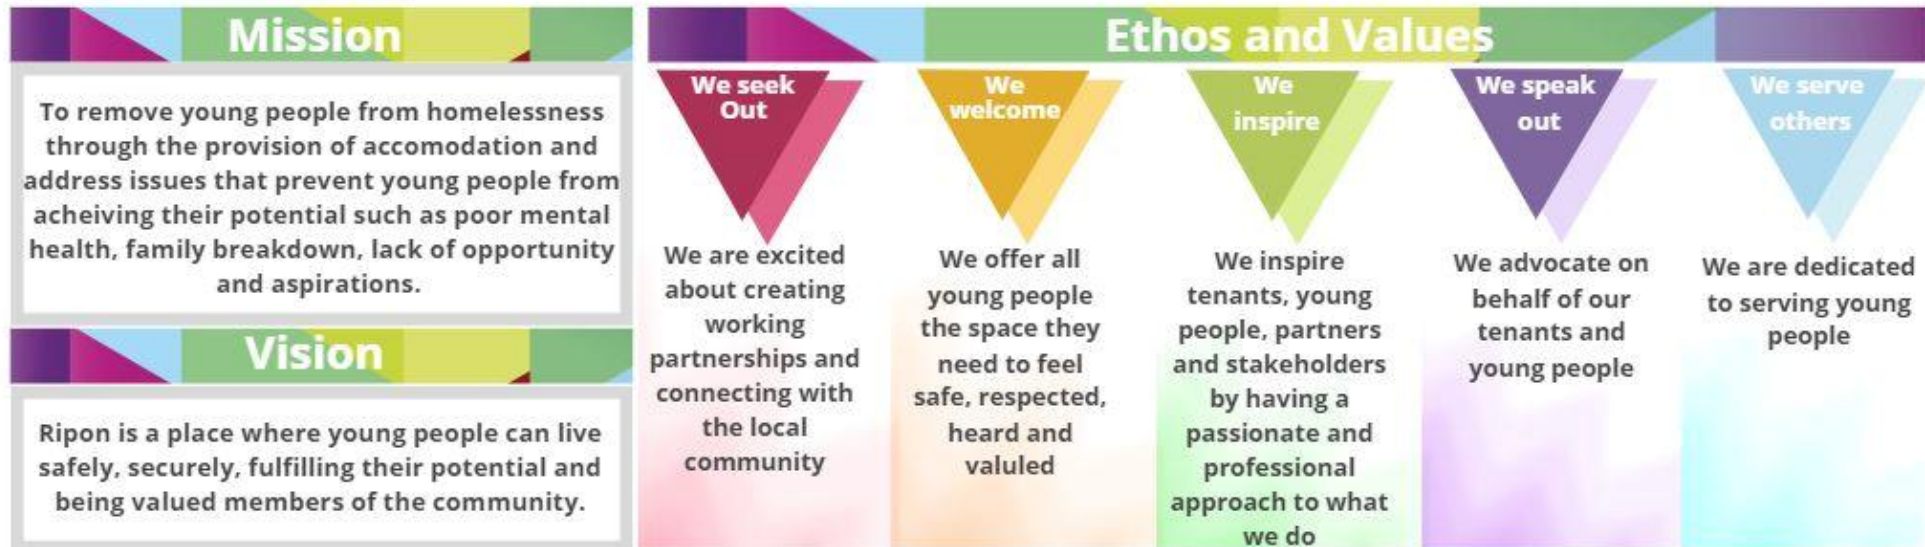 Mission
To remove young people from homelessness
through the provision of accomodation and
address issues that prevent young people from
acheiving their potential such as poor mental
health, family breakdown, lack of opportunity
and aspirations.
Vision
Ripon is a place where young people can live
safely, securely, fulfilling their potential and
being valued members of the community.
Ethos and Values
We seek
Out
We are excited
about creating
working
partnerships and
connecting with
the local
community
We
welcome
We offer all
young people
the space they
need to feel
safe, respected,
heard and
valuled
We
inspire
We inspire
tenants, young
people, partners
and stakeholders
by having a
passionate and
professional
approach to what
we do
We speak
out
We advocate on
behalf of our
tenants and
young people
We serve
others
We are dedicated
to serving young
people